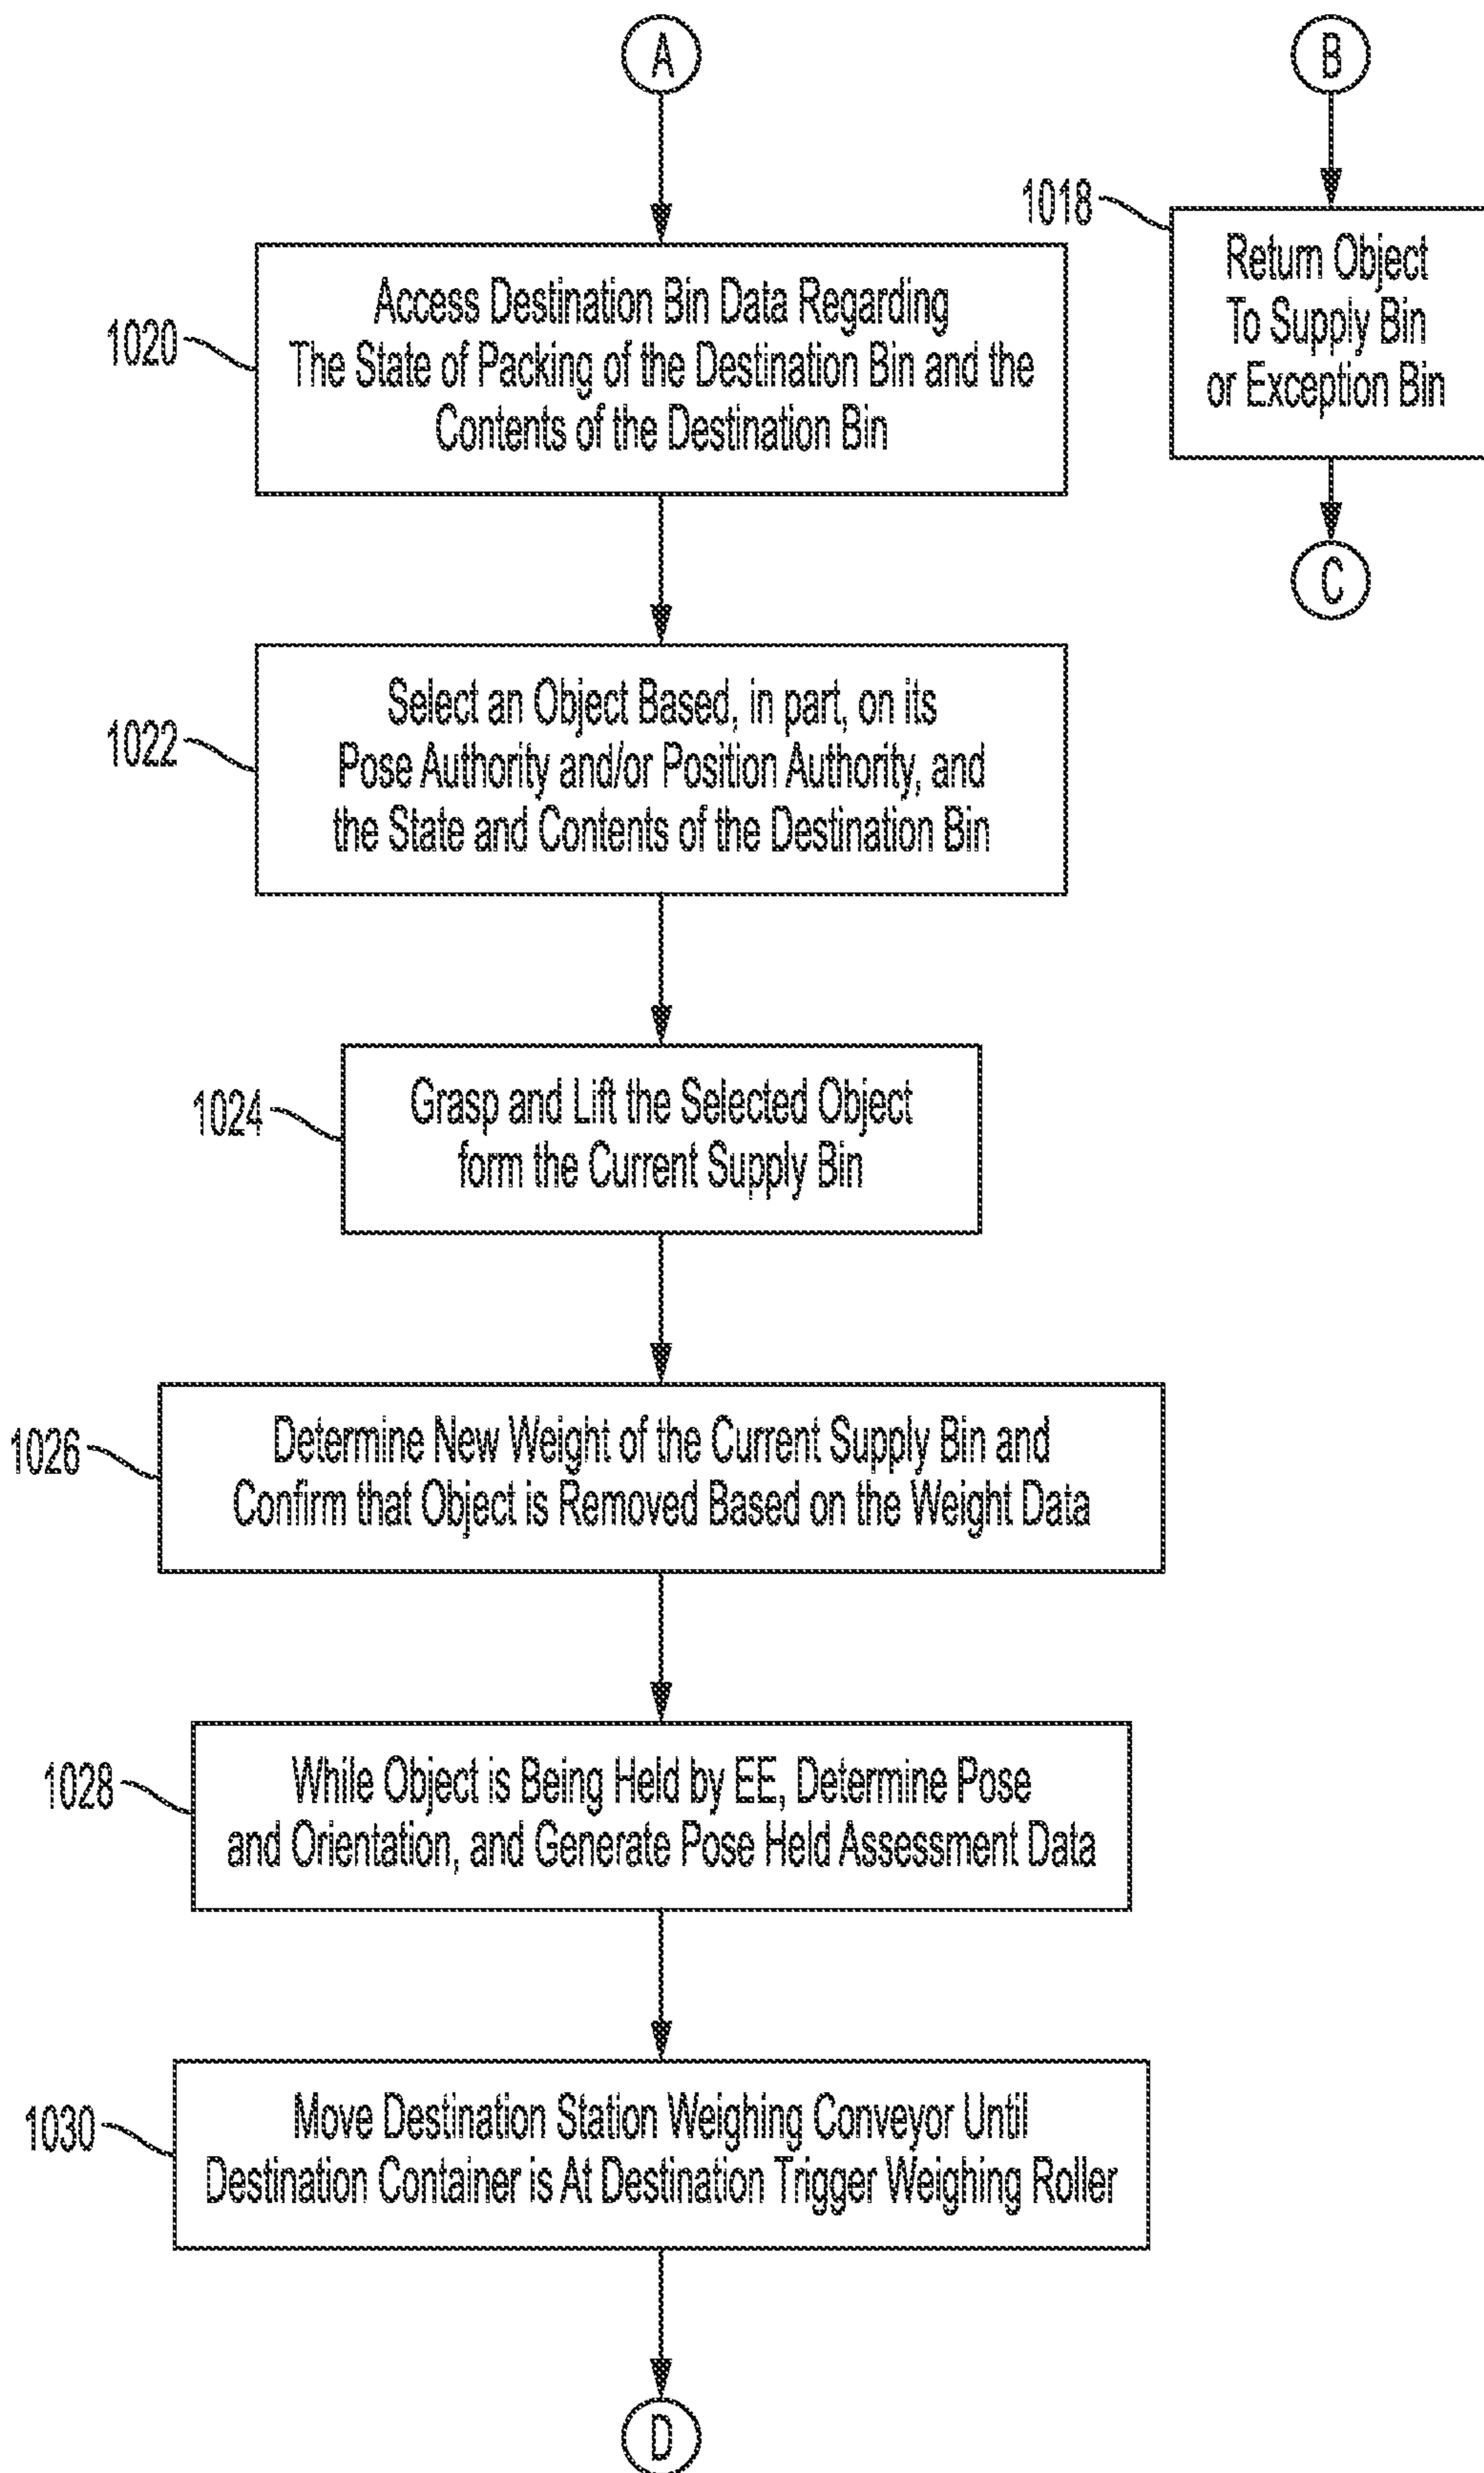 A
1020
Access Destination Bin Data Regarding
The State of Packing of the Destination Bin and the
Contents of the Destination Bin
1022
Select an Object Based, in part, on its
Pose Authority and/or Position Authority, and
the State and Contents of the Destination Bin
1024
Grasp and Lift the Selected Object
form the Current Supply Bin
1026
Determine New Weight of the Current Supply Bin and
Confirm that Object is Removed Based on the Weight Data
1028
While Object is Being Held by EE, Determine Pose
and Orientation, and Generate Pose Held Assessment Data
1030
Move Destination Station Weighing Conveyor Until
Destination Container is At Destination Trigger Weighing Roller
D
B
1018
Return Object
To Supply Bin
or Exception Bin
C